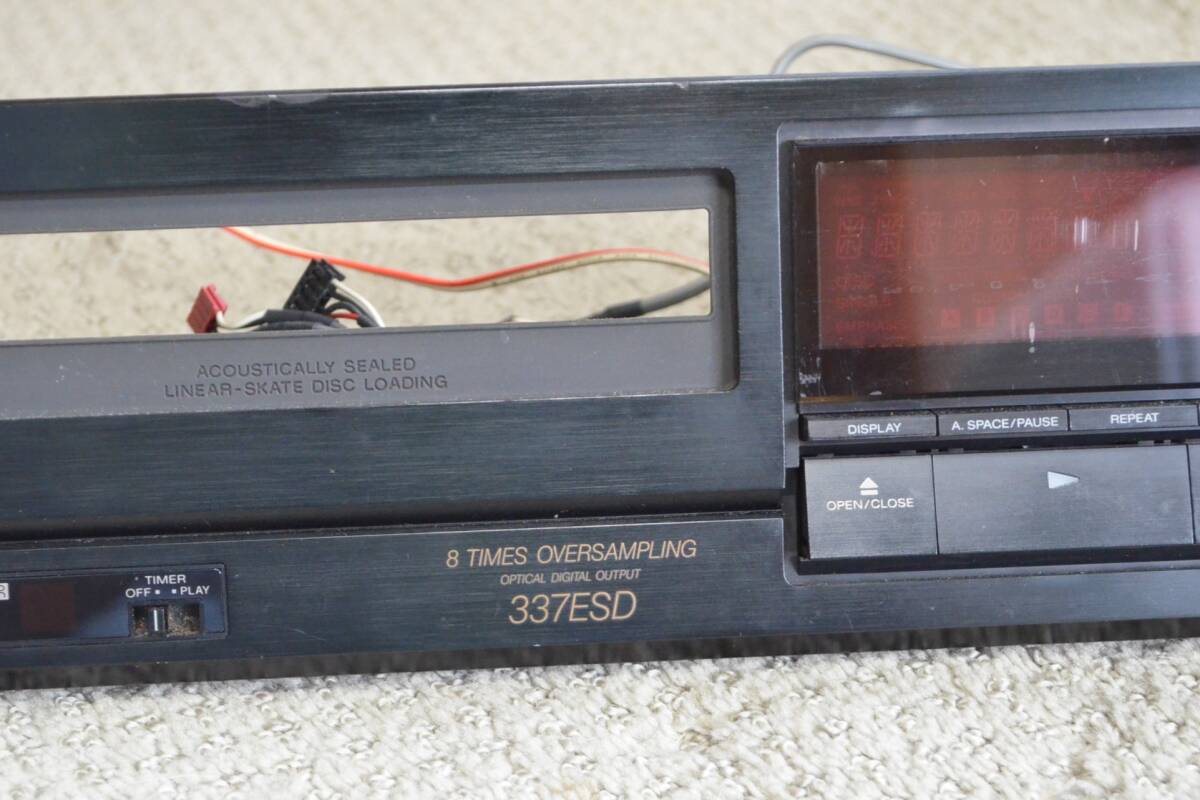 ACOUSTICALLY SEALED
LINEAR-SKATE DISC LOADING
EMPHASIS
DISPLAY
A. SPACE/PAUSE
REPEAT
OPEN/CLOSE
8 TIMES OVERSAMPLING
OPTICAL DIGITAL OUTPUT
337ESD
TIMER
OFF PLAY